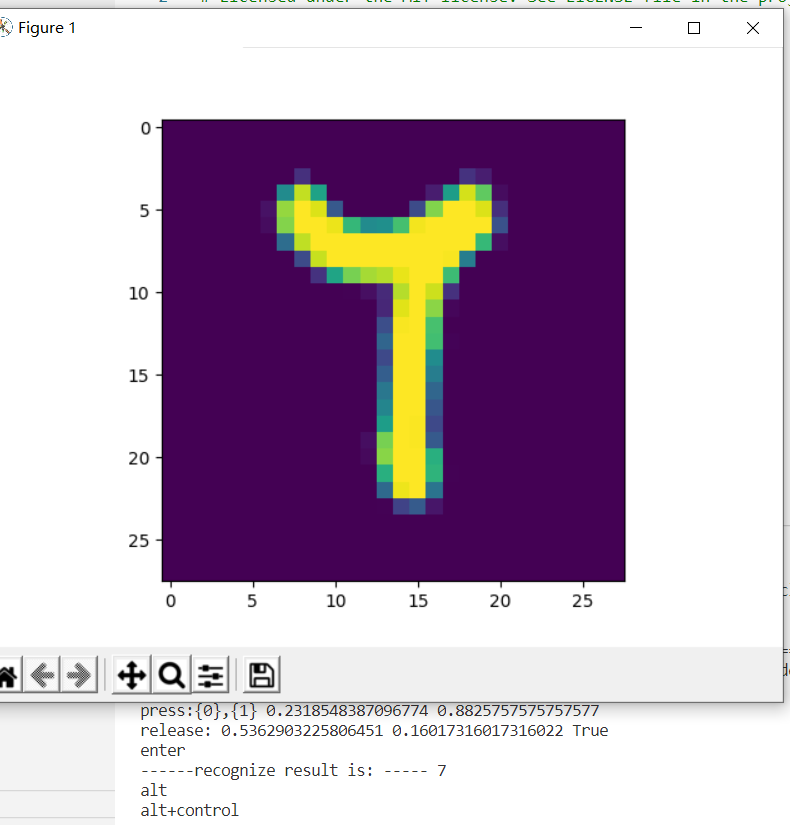 # Licensed under the MIT license. See LICENSE file in the pro
Figure 1
0
5
10
15
20
25
0 5 10 15 20 25
press:{0},{1} 0.2318548387096774 0.8825757575757577
release: 0.5362903225806451 0.16017316017316022 True
enter
------recognize result is: ----- 7
alt
alt+control